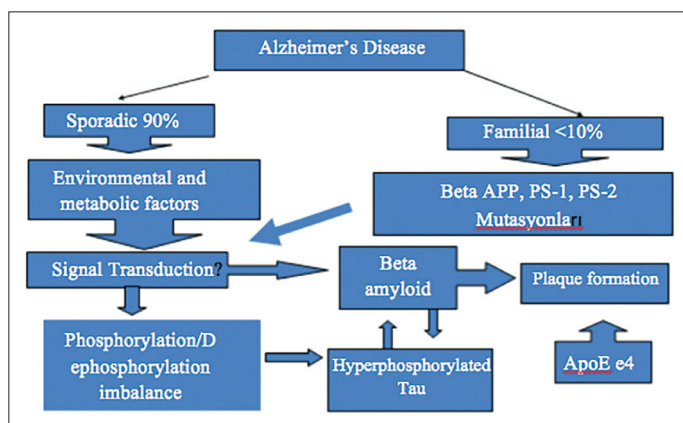 Alzheimer's Disease
Sporadic 90%
Familial <10%
Environmental and
metabolic factors
Beta APP, PS-1, PS-2
Mutasyonları
Signal Transduction?
Beta
amyloid
Plaque formation
Phosphorylation/D
ephosphorylation
imbalance
Hyperphosphorylated
Tau
ApoE e4